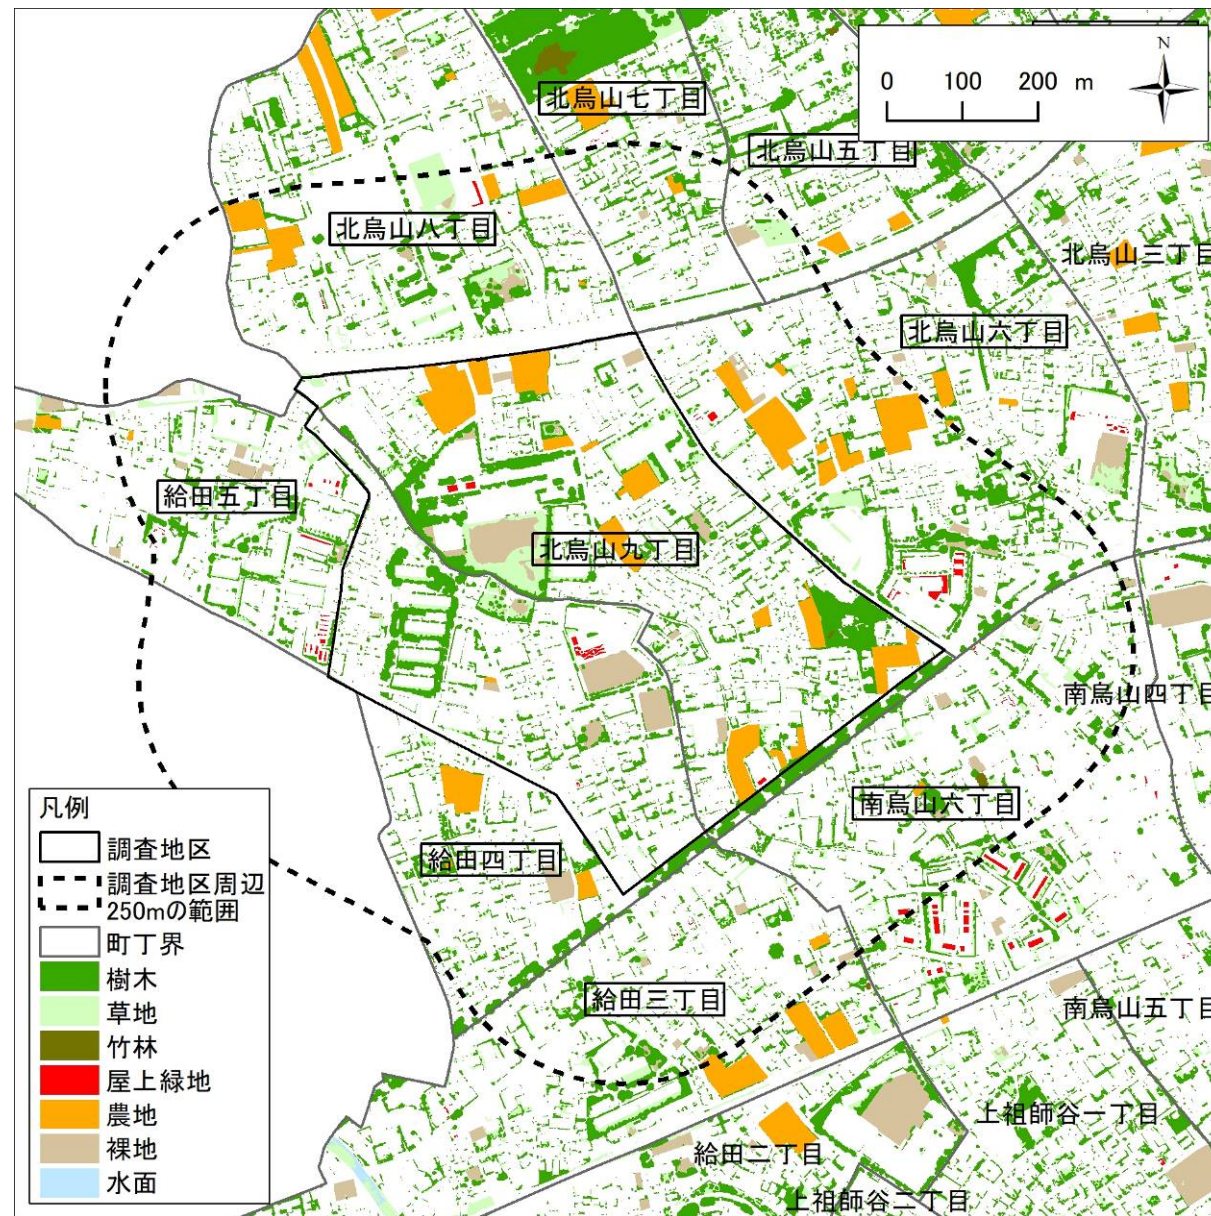 N
0 100 200 m
北烏山七丁目
北烏山五丁目
北烏山八丁目
北烏山三丁目
北烏山六丁目
給田五丁目
北烏山九丁目
南烏山四丁目
南烏山六丁目
給田四丁目
給田三丁目
南烏山五丁目
上祖師谷一丁目
給田二丁目
上祖師谷二丁目
凡例
調査地区
調査地区周辺
250mの範囲
町丁界
樹木
草地
竹林
屋上緑地
農地
裸地
水面